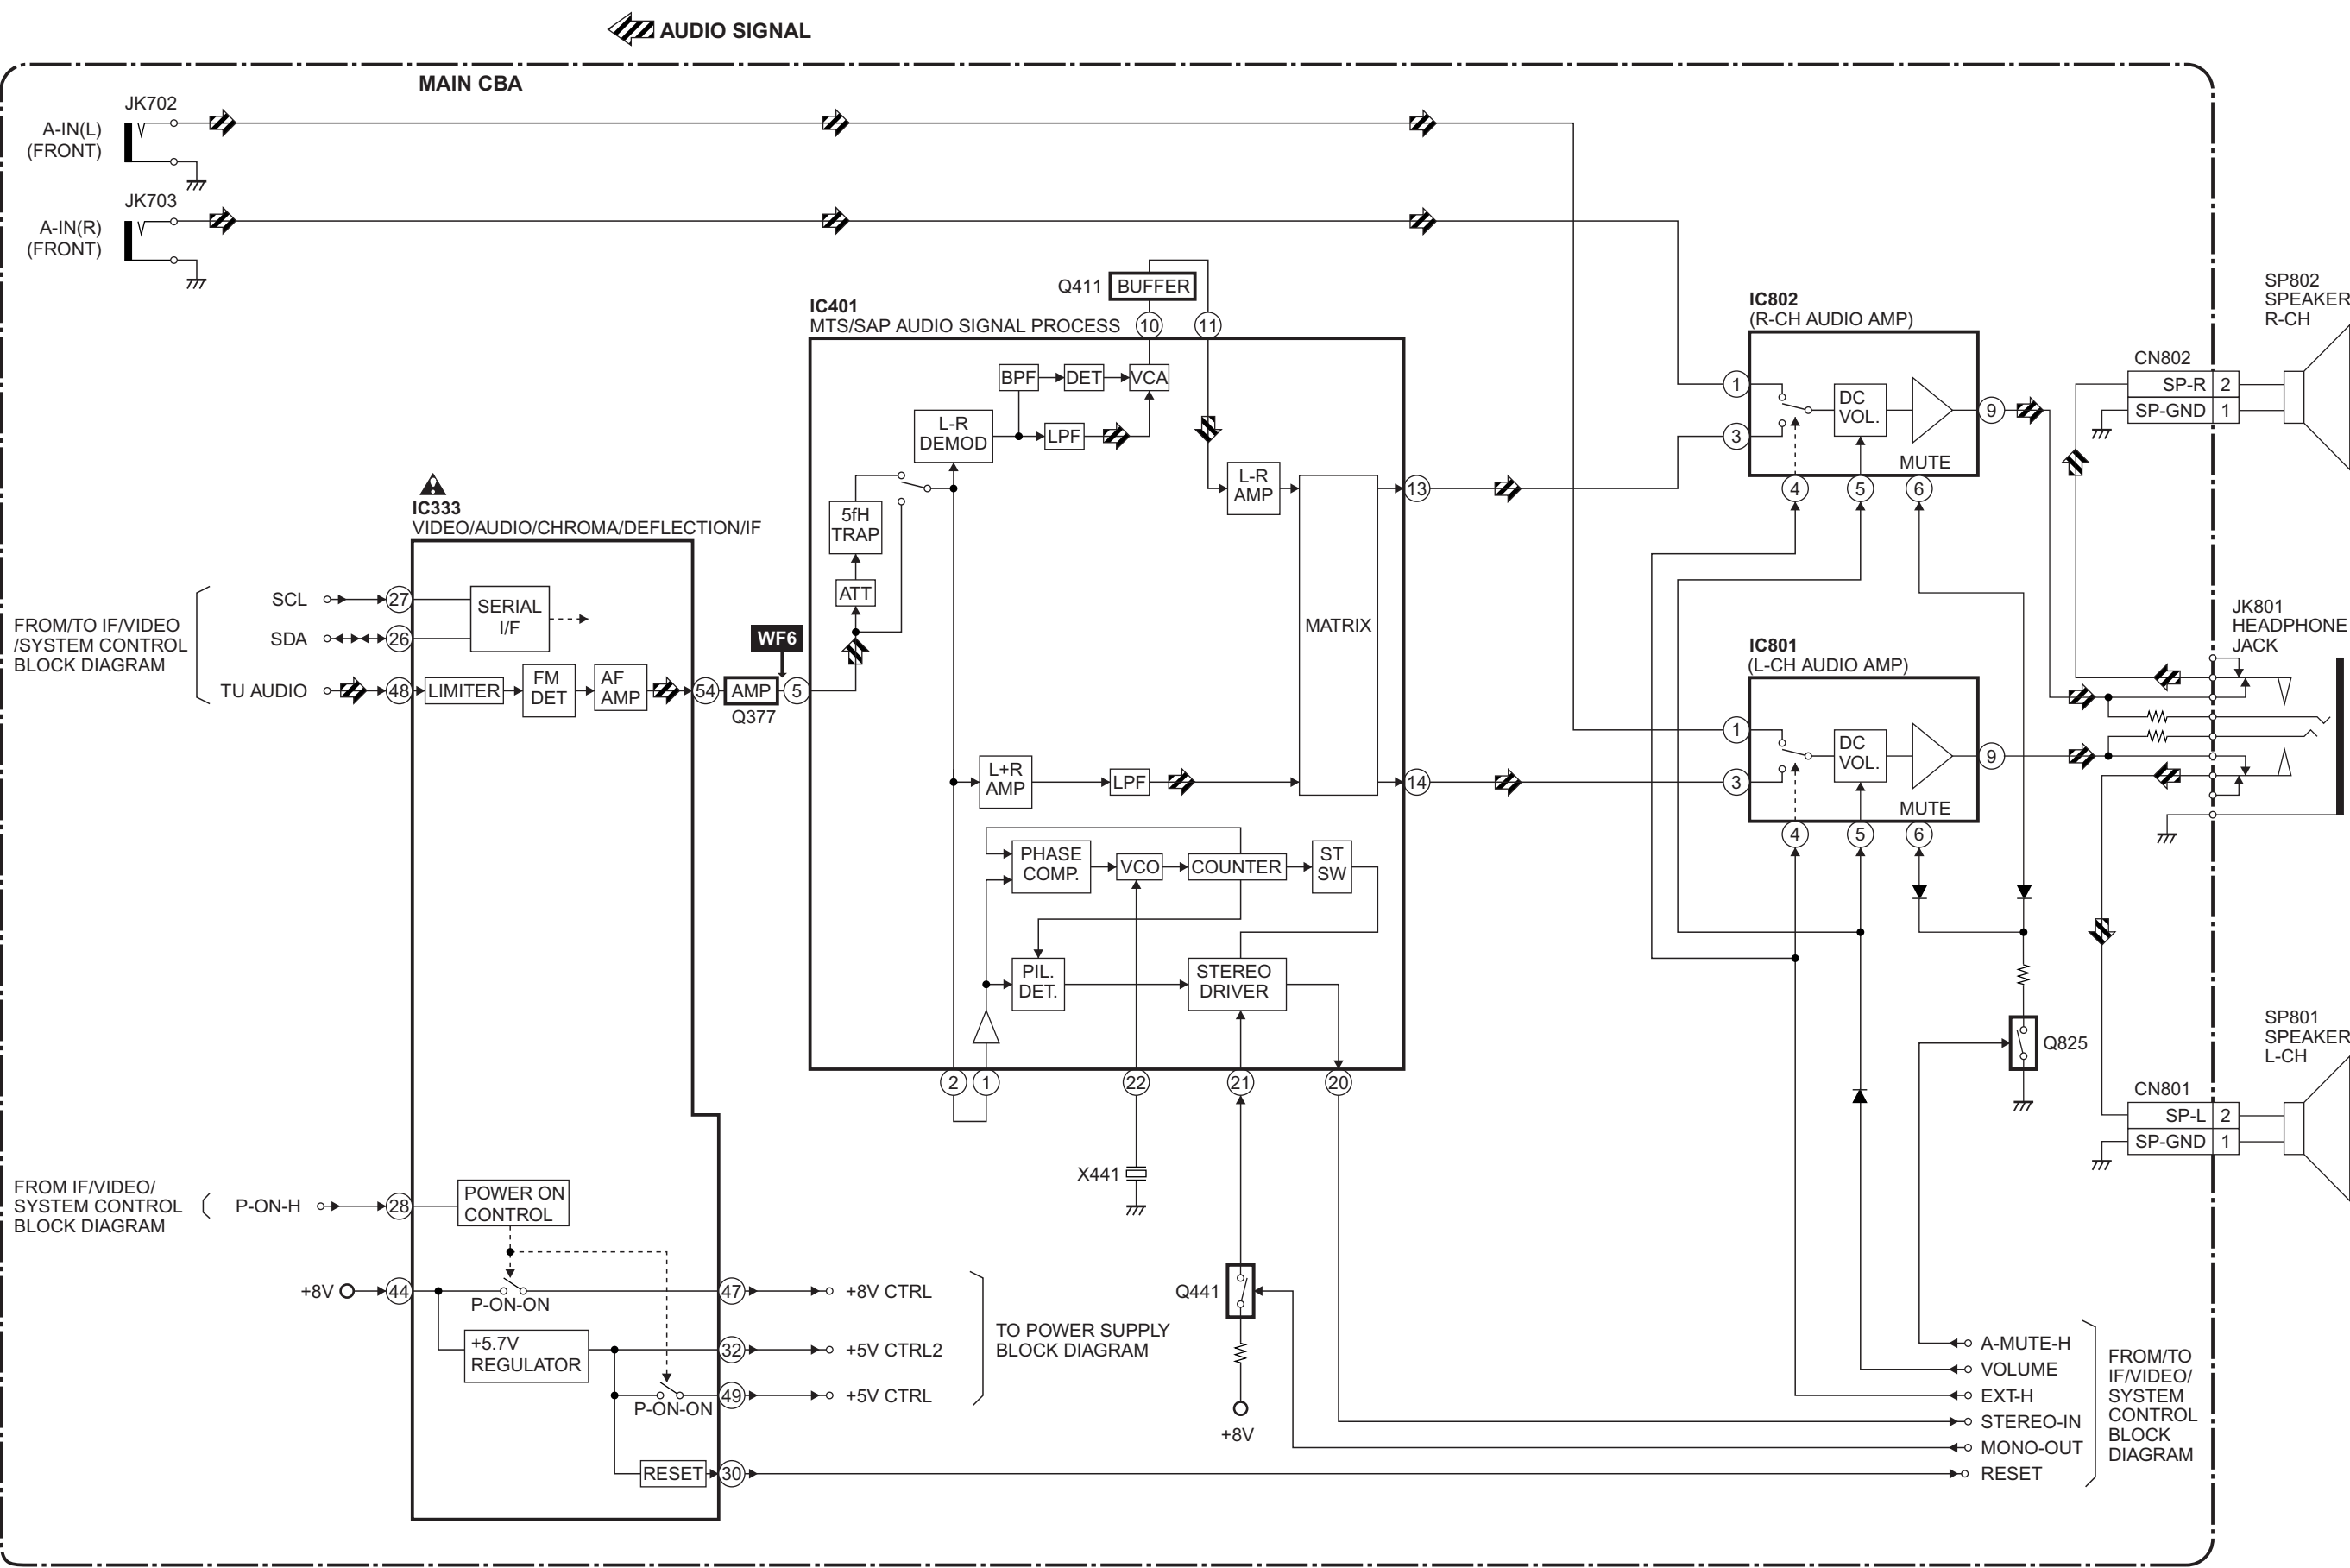 AUDIO SIGNAL
MAIN CBA
JK702
A-IN(L)
(FRONT)
JK703
A-IN(R)
(FRONT)
Q411
BUFFER
IC401
MTS/SAP AUDIO SIGNAL PROCESS
10
11
BPF
DET
VCA
L-R
DEMOD
LPF
5fH
TRAP
ATT
L-R
AMP
MATRIX
13
14
L+R
AMP
LPF
PHASE
COMP.
VCO
COUNTER
ST
SW
PIL.
DET.
STEREO
DRIVER
2
1
22
21
20
X441
Q441
+8V
IC333
VIDEO/AUDIO/CHROMA/DEFLECTION/IF
FROM/TO IF/VIDEO
/SYSTEM CONTROL
BLOCK DIAGRAM
SCL
27
SDA
26
TU AUDIO
48
SERIAL
I/F
LIMITER
FM
DET
AF
AMP
54
AMP
Q377
WF6
5
FROM IF/VIDEO/
SYSTEM CONTROL
BLOCK DIAGRAM
P-ON-H
28
POWER ON
CONTROL
+8V
44
P-ON-ON
47
+8V CTRL
+5.7V
REGULATOR
32
+5V CTRL2
49
+5V CTRL
P-ON-ON
RESET
30
TO POWER SUPPLY
BLOCK DIAGRAM
IC802
(R-CH AUDIO AMP)
1
3
DC
VOL.
9
MUTE
4
5
6
IC801
(L-CH AUDIO AMP)
1
3
DC
VOL.
9
MUTE
4
5
6
Q825
SP802
SPEAKER
R-CH
CN802
SP-R
2
SP-GND
1
JK801
HEADPHONE
JACK
SP801
SPEAKER
L-CH
CN801
SP-L
2
SP-GND
1
A-MUTE-H
VOLUME
EXT-H
STEREO-IN
MONO-OUT
RESET
FROM/TO
IF/VIDEO/
SYSTEM
CONTROL
BLOCK
DIAGRAM